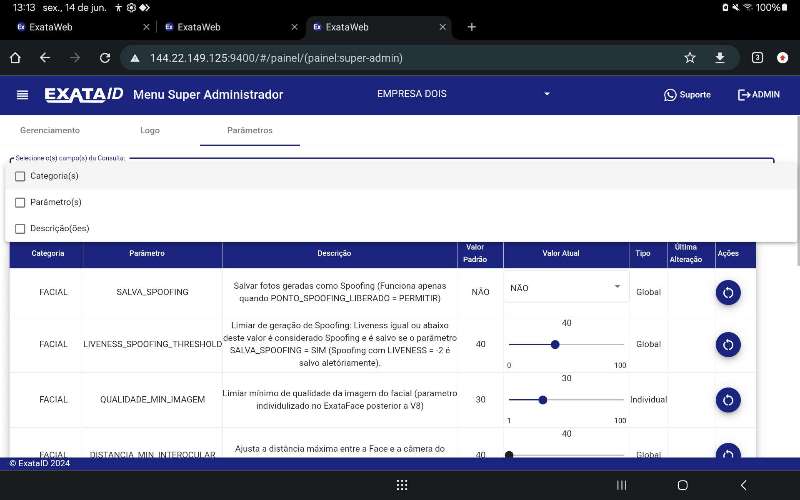 13:13 sex., 14 de jun. 100%
ExataWeb ExataWeb ExataWeb
144.22.149.125:9400/#/painel/(painel:super-admin) 3
EXATAID Menu Super Administrador EMPRESA DOIS Suporte ADMIN
Gerenciamento Logo Parâmetros
Selecione o(s) campo(s) da Consulta:
Categoria(s)
Parâmetro(s)
Descrição(ões)
Categoria Parâmetro Descrição Valor Padrão Valor Atual Tipo Última Alteração Ações
FACIAL SALVA_SPOOFING Salvar fotos geradas como Spoofing (Funciona apenas
quando PONTO_SPOOFING_LIBERADO = PERMITIR) NÃO NÃO Global
FACIAL LIVENESS_SPOOFING_THRESHOLD Limiar de geração de Spoofing: Liveness igual ou abaixo
deste valor é considerado Spoofing e é salvo se o parâmetro
SALVA_SPOOFING = SIM (Spoofing com LIVENESS = -2 é
salvo aletóriamente). 40 40 0 100 Global
FACIAL QUALIDADE_MIN_IMAGEM Limiar mínimo de qualidade da imagem do facial (parametro
individulizado no ExataFace posterior a V8) 30 30 1 100 Individual
FACIAL DISTANCIA_MIN_INTEROCULAR Ajusta a distância máxima entre a Face e a câmera do 40 40 Global
© ExataID 2024